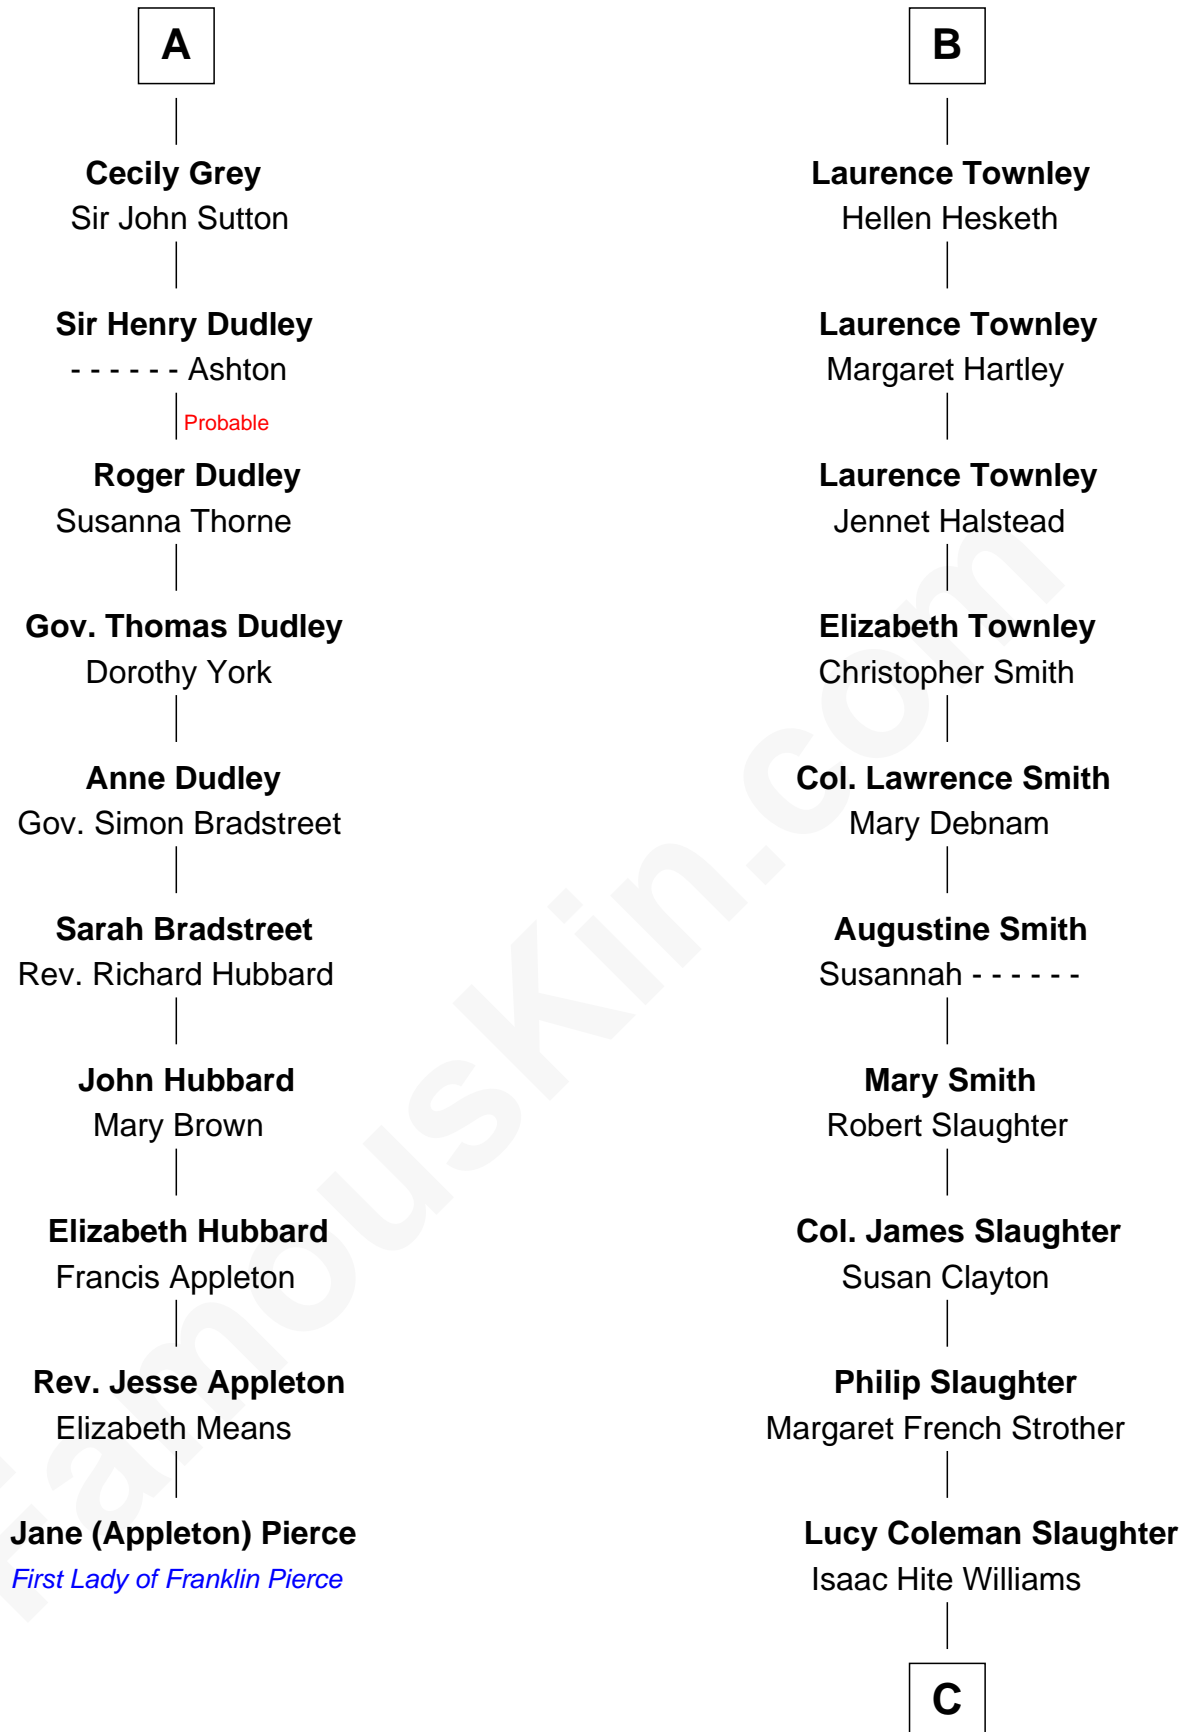 A
Cecily Grey
Sir John Sutton
Sir Henry Dudley
- - - - - - Ashton
Probable
Roger Dudley
Susanna Thorne
Gov. Thomas Dudley
Dorothy York
Anne Dudley
Gov. Simon Bradstreet
Sarah Bradstreet
Rev. Richard Hubbard
John Hubbard
Mary Brown
Elizabeth Hubbard
Francis Appleton
Rev. Jesse Appleton
Elizabeth Means
Jane (Appleton) Pierce
First Lady of Franklin Pierce
B
Laurence Townley
Hellen Hesketh
Laurence Townley
Margaret Hartley
Laurence Townley
Jennet Halstead
Elizabeth Townley
Christopher Smith
Col. Lawrence Smith
Mary Debnam
Augustine Smith
Susannah - - - - - -
Mary Smith
Robert Slaughter
Col. James Slaughter
Susan Clayton
Philip Slaughter
Margaret French Strother
Lucy Coleman Slaughter
Isaac Hite Williams
C
FamousKin.com